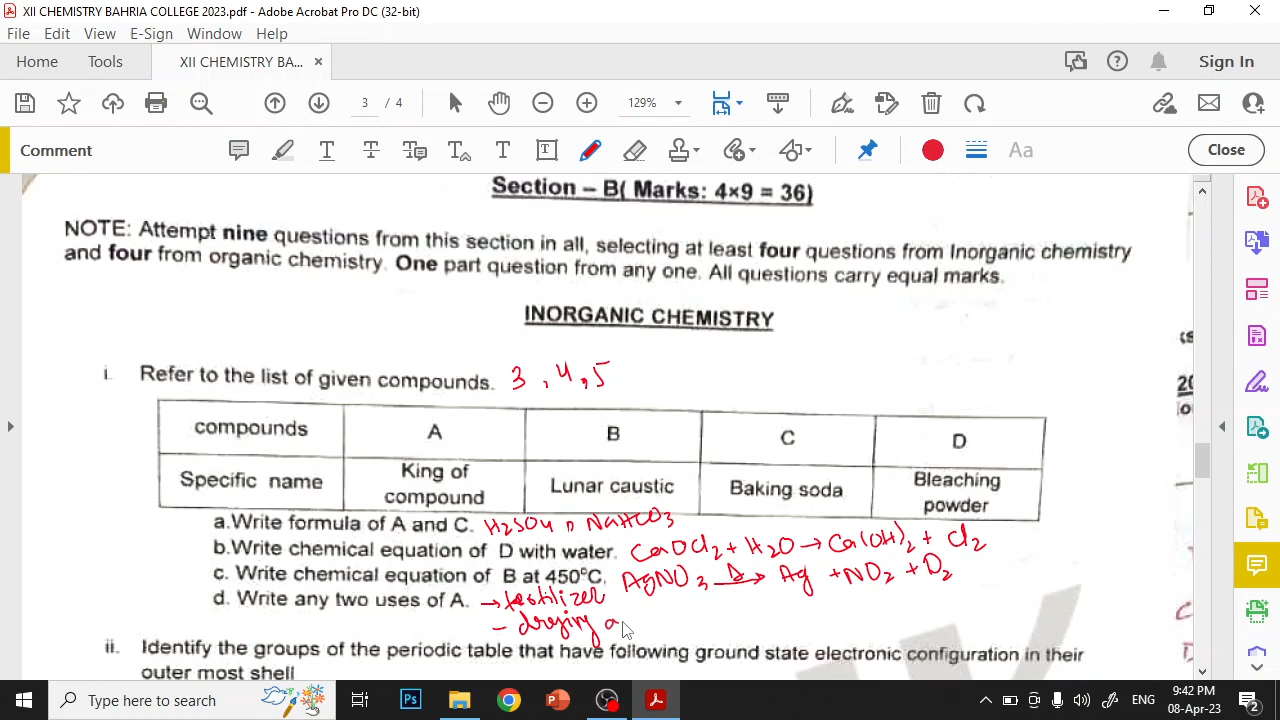 XII CHEMISTRY BAHRIA COLLEGE 2023.pdf - Adobe Acrobat Pro DC (32-bit)
File Edit View E-Sign Window Help
Home Tools XII CHEMISTRY BA... × Sign In
3 / 4 129%
Comment Aa Close
Section – B( Marks: 4×9 = 36)
NOTE: Attempt nine questions from this section in all, selecting at least four questions from Inorganic chemistry
and four from organic chemistry. One part question from any one. All questions carry equal marks.
INORGANIC CHEMISTRY
i. Refer to the list of given compounds. 3 , 4 , 5
compounds A B C D
Specific name King of compound Lunar caustic Baking soda Bleaching powder
a.Write formula of A and C. H2SO4 , NaHCO3
b.Write chemical equation of D with water. CaOCl2 + H2O → Ca(OH)2 + Cl2
c. Write chemical equation of B at 450°C. AgNO3 Δ→ Ag + NO2 + O2
d. Write any two uses of A. → festilizer
- drying a
ii. Identify the groups of the periodic table that have following ground state electronic configuration in their
outer most shell
Type here to search
Ps
ENG
9:42 PM
08-Apr-23
2